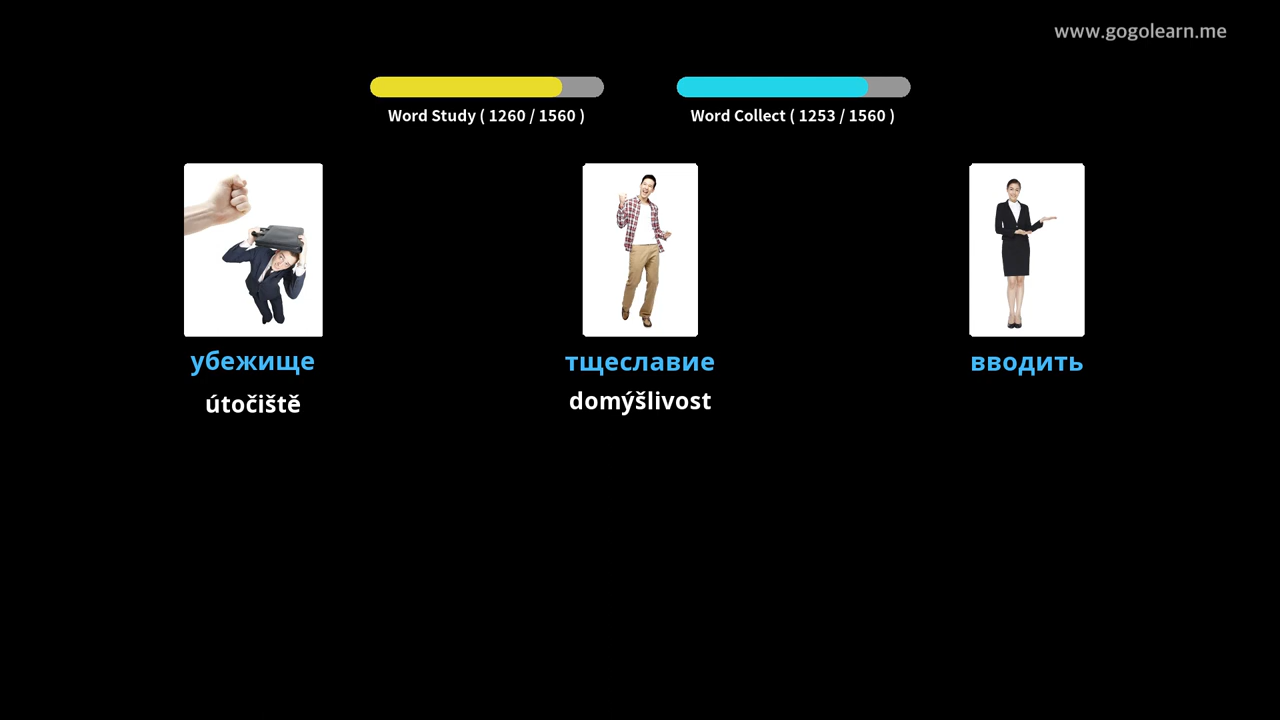 www.gogolearn.me
Word Study ( 1260 / 1560 )
Word Collect ( 1253 / 1560 )
убежище
тщеславие
вводить
útočiště
domýšlivost